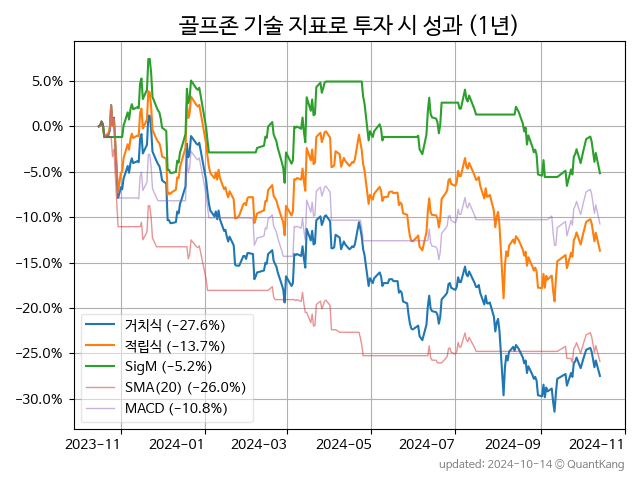 골프존 기술 지표로 투자 시 성과 (1년)
5.0%
0.0%
−5.0%
−10.0%
−15.0%
−20.0%
−25.0%
−30.0%
거치식 (−27.6%)
적립식 (−13.7%)
SigM (−5.2%)
SMA(20) (−26.0%)
MACD (−10.8%)
2023-11 2024-01 2024-03 2024-05 2024-07 2024-09 2024-11
updated: 2024-10-14 © QuantKang